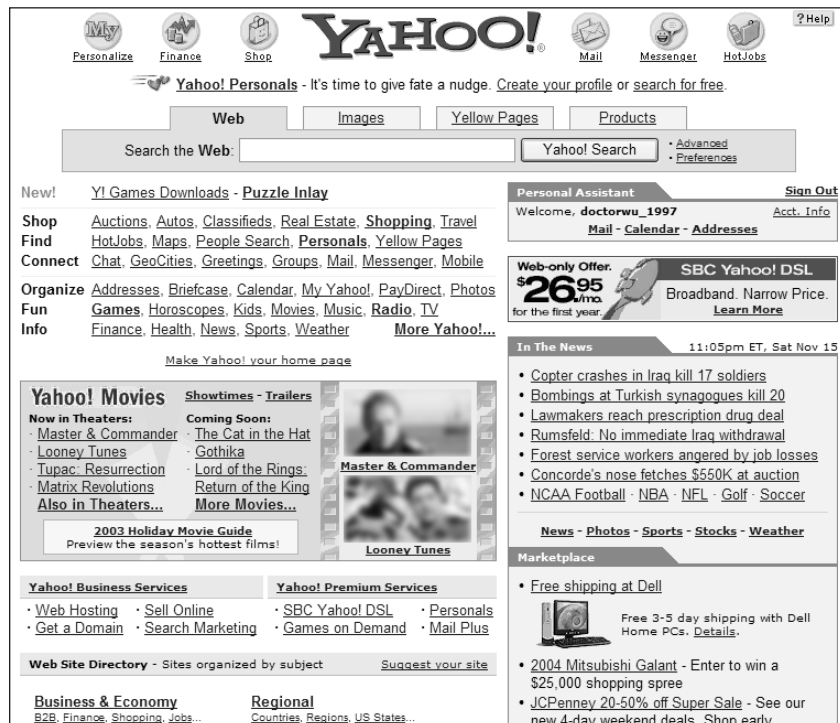 My YAHOO! ? Help
Personalize Finance Shop Mail Messenger HotJobs
Yahoo! Personals - It's time to give fate a nudge. Create your profile or search for free.
Web Images Yellow Pages Products
Search the Web: Yahoo! Search · Advanced
· Preferences
New! Y! Games Downloads - Puzzle Inlay
Shop Auctions, Autos, Classifieds, Real Estate, Shopping, Travel
Find HotJobs, Maps, People Search, Personals, Yellow Pages
Connect Chat, GeoCities, Greetings, Groups, Mail, Messenger, Mobile
Organize Addresses, Briefcase, Calendar, My Yahoo!, PayDirect, Photos
Fun Games, Horoscopes, Kids, Movies, Music, Radio, TV
Info Finance, Health, News, Sports, Weather More Yahoo!...
Make Yahoo! your home page
Yahoo! Movies Showtimes - Trailers
Now in Theaters:
· Master & Commander
· Looney Tunes
· Tupac: Resurrection
· Matrix Revolutions
Also in Theaters...
Coming Soon:
· The Cat in the Hat
· Gothika
· Lord of the Rings:
Return of the King
More Movies...
2003 Holiday Movie Guide
Preview the season's hottest films!
Master & Commander
Looney Tunes
Yahoo! Business Services
· Web Hosting · Sell Online
· Get a Domain · Search Marketing
Yahoo! Premium Services
· SBC Yahoo! DSL · Personals
· Games on Demand · Mail Plus
Web Site Directory - Sites organized by subject Suggest your site
Business & Economy
B2B, Finance, Shopping, Jobs...
Regional
Countries, Regions, US States...
Personal Assistant Sign Out
Welcome, doctorwu_1997 Acct. Info
Mail - Calendar - Addresses
Web-only Offer.
$26.95/mo.
for the first year.
SBC Yahoo! DSL
Broadband. Narrow Price.
Learn More
In The News 11:05pm ET, Sat Nov 15
• Copter crashes in Iraq kill 17 soldiers
• Bombings at Turkish synagogues kill 20
• Lawmakers reach prescription drug deal
• Rumsfeld: No immediate Iraq withdrawal
• Forest service workers angered by job losses
• Concorde's nose fetches $550K at auction
• NCAA Football · NBA · NFL · Golf · Soccer
News - Photos - Sports - Stocks - Weather
Marketplace
• Free shipping at Dell
Free 3-5 day shipping with Dell
Home PCs. Details.
• 2004 Mitsubishi Galant - Enter to win a
$25,000 shopping spree
• JCPenney 20-50% off Super Sale - See our
new 4-day weekend deals. Shop early